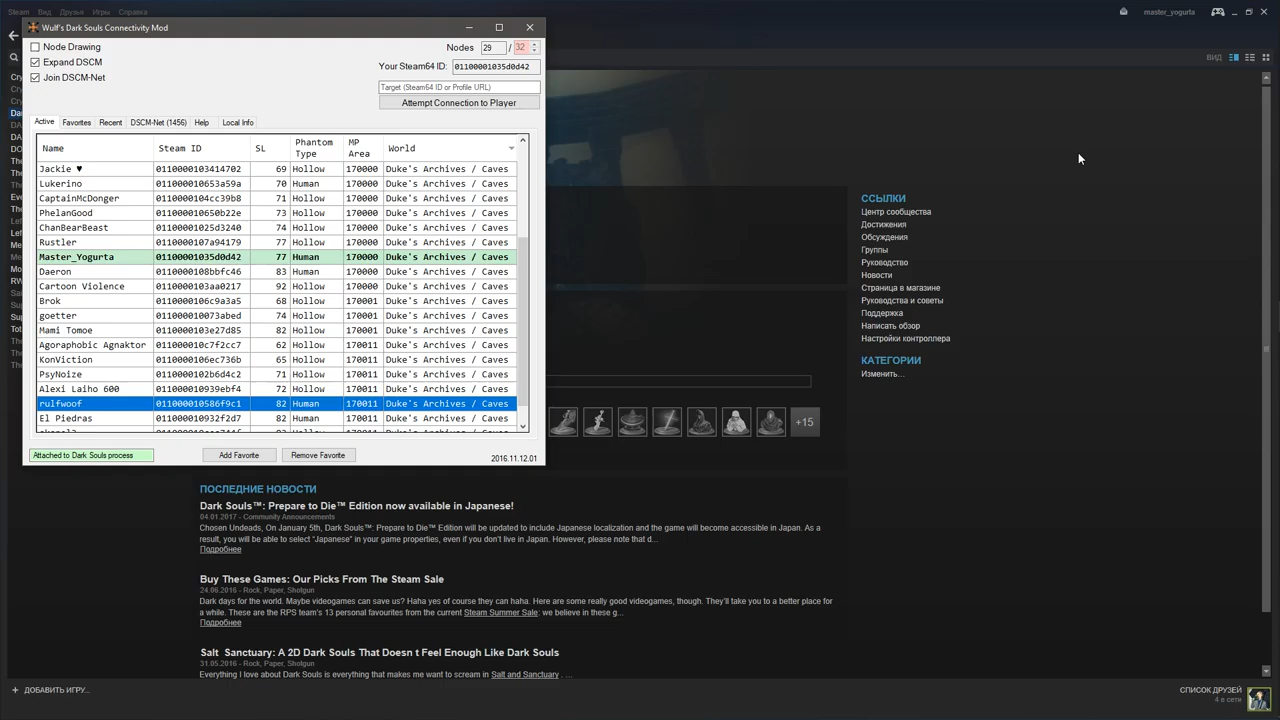 Steam Вид Друзья Игры Справка
master_yogurta
Wulf's Dark Souls Connectivity Mod
Node Drawing
Expand DSCM
Join DSCM-Net
Nodes 29 / 32
Your Steam64 ID: 01100001035d0d42
Target (Steam64 ID or Profile URL)
Attempt Connection to Player
ВИД
Active Favorites Recent DSCM-Net (1456) Help Local Info
Name Steam ID SL Phantom Type MP Area World
Jackie ♥ 0110000103414702 69 Hollow 170000 Duke's Archives / Caves
Lukerino 01100010653a59a 70 Human 170000 Duke's Archives / Caves
CaptainMcDonger 0110000104cc39b8 71 Hollow 170000 Duke's Archives / Caves
PhelanGood 011000010650b22e 73 Hollow 170000 Duke's Archives / Caves
ChanBearBeast 01100001025d3240 74 Hollow 170000 Duke's Archives / Caves
Rustler 0110000107a94179 77 Hollow 170000 Duke's Archives / Caves
Master_Yogurta 01100001035d0d42 77 Human 170000 Duke's Archives / Caves
Daeron 0110000108bbfc46 83 Human 170000 Duke's Archives / Caves
Cartoon Violence 0110000103aa0217 92 Hollow 170000 Duke's Archives / Caves
Brok 0110000106c9a3a5 68 Hollow 170001 Duke's Archives / Caves
goetter 011000010073abed 74 Hollow 170001 Duke's Archives / Caves
Mami Tomoe 0110000103e27d85 82 Hollow 170001 Duke's Archives / Caves
Agoraphobic Agnaktor 011000010c7f2cc7 62 Hollow 170011 Duke's Archives / Caves
KonViction 0110000106ec736b 65 Hollow 170011 Duke's Archives / Caves
PsyNoize 0110000102b6d4c2 71 Hollow 170011 Duke's Archives / Caves
Alexi Laiho 600 011000010939ebf4 72 Hollow 170011 Duke's Archives / Caves
rulfwoof 011000010586f9c1 82 Human 170011 Duke's Archives / Caves
El Piedras 011000010932f2d7 82 Human 170011 Duke's Archives / Caves
Attached to Dark Souls process
Add Favorite
Remove Favorite
2016.11.12.01
ССЫЛКИ
Центр сообщества
Достижения
Обсуждения
Группы
Руководство
Новости
Страница в магазине
Руководства и советы
Поддержка
Написать обзор
Настройки контроллера
КАТЕГОРИИ
Изменить...
+15
ПОСЛЕДНИЕ НОВОСТИ
Dark Souls™: Prepare to Die™ Edition now available in Japanese!
04.01.2017 - Community Announcements
Chosen Undeads, On January 5th, Dark Souls™: Prepare to Die™ Edition will be updated to include Japanese localization and the game will become accessible in Japan. As a
result, you will be able to select “Japanese” in your game properties, even if you don't live in Japan. However, please note that d...
Подробнее
Buy These Games: Our Picks From The Steam Sale
24.06.2016 - Rock, Paper, Shotgun
Dark days for the world. Maybe videogames can save us? Haha yes of course they can haha. Here are some really good videogames, though. They'll take you to a better place for
a while. These are the RPS team's 13 personal favourites from the current Steam Summer Sale: we believe in these g...
Подробнее
Salt Sanctuary: A 2D Dark Souls That Doesn t Feel Enough Like Dark Souls
31.05.2016 - Rock, Paper, Shotgun
Everything I love about Dark Souls is everything that makes me want to scream in Salt and Sanctuary . ...
+ ДОБАВИТЬ ИГРУ...
СПИСОК ДРУЗЕЙ
4 в сети